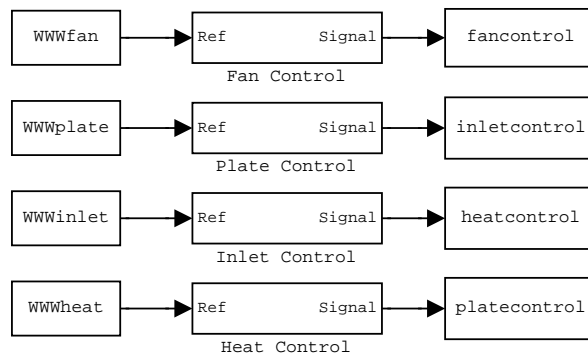 WWWfan Ref Signal fancontrol
Fan Control
WWWplate Ref Signal inletcontrol
Plate Control
WWWinlet Ref Signal heatcontrol
Inlet Control
WWWheat Ref Signal platecontrol
Heat Control